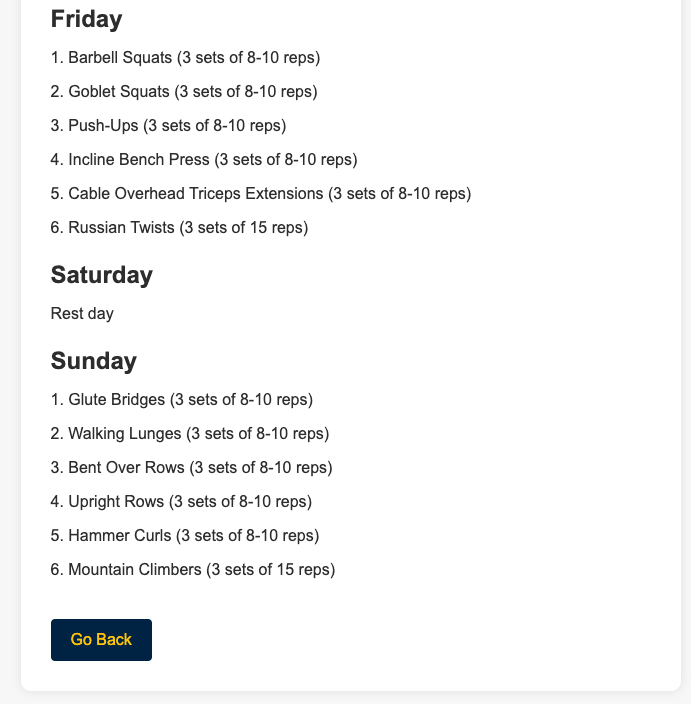 Friday
1. Barbell Squats (3 sets of 8-10 reps)
2. Goblet Squats (3 sets of 8-10 reps)
3. Push-Ups (3 sets of 8-10 reps)
4. Incline Bench Press (3 sets of 8-10 reps)
5. Cable Overhead Triceps Extensions (3 sets of 8-10 reps)
6. Russian Twists (3 sets of 15 reps)
Saturday
Rest day
Sunday
1. Glute Bridges (3 sets of 8-10 reps)
2. Walking Lunges (3 sets of 8-10 reps)
3. Bent Over Rows (3 sets of 8-10 reps)
4. Upright Rows (3 sets of 8-10 reps)
5. Hammer Curls (3 sets of 8-10 reps)
6. Mountain Climbers (3 sets of 15 reps)
Go Back